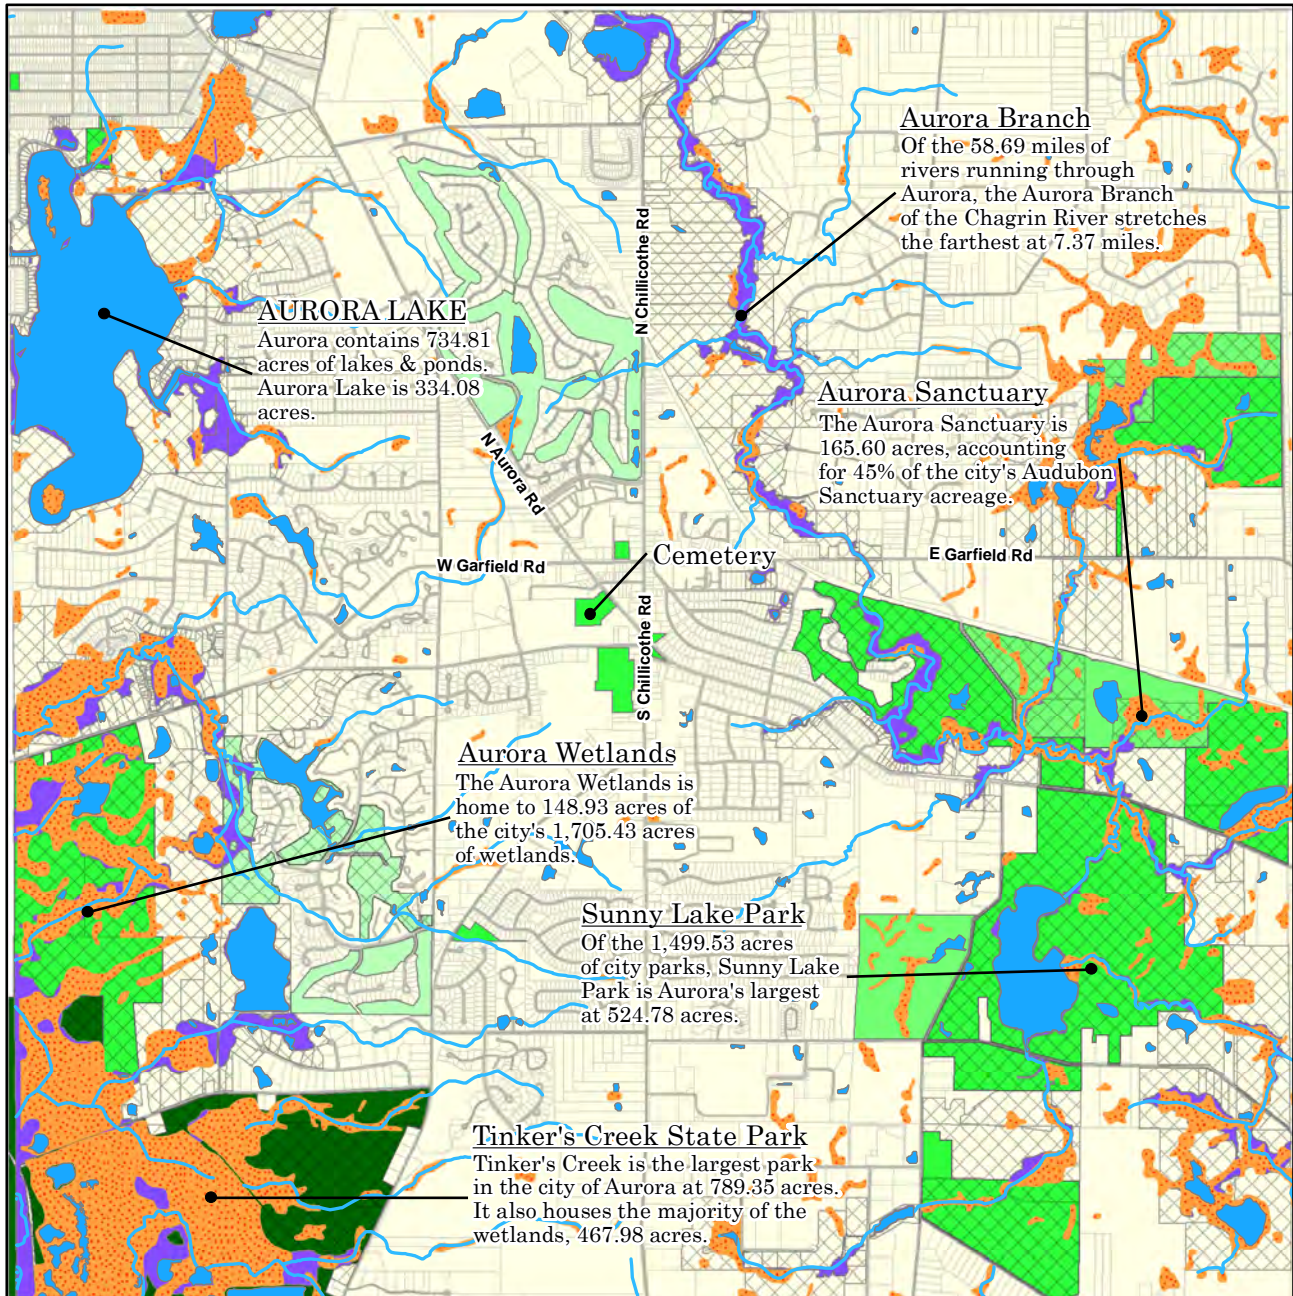 Aurora Branch
Of the 58.69 miles of
rivers running through
Aurora, the Aurora Branch
of the Chagrin River stretches
the farthest at 7.37 miles.
N Chillicothe Rd
AURORA LAKE
Aurora contains 734.81
acres of lakes & ponds.
Aurora Lake is 334.08
acres.
Aurora Sanctuary
The Aurora Sanctuary is
165.60 acres, accounting
for 45% of the city's Audubon
Sanctuary acreage.
N Aurora Rd
W Garfield Rd
Cemetery
E Garfield Rd
S Chillicothe Rd
Aurora Wetlands
The Aurora Wetlands is
home to 148.93 acres of
the city's 1,705.43 acres
of wetlands.
Sunny Lake Park
Of the 1,499.53 acres
of city parks, Sunny Lake
Park is Aurora's largest
at 524.78 acres.
Tinker's Creek State Park
Tinker's Creek is the largest park
in the city of Aurora at 789.35 acres.
It also houses the majority of the
wetlands, 467.98 acres.